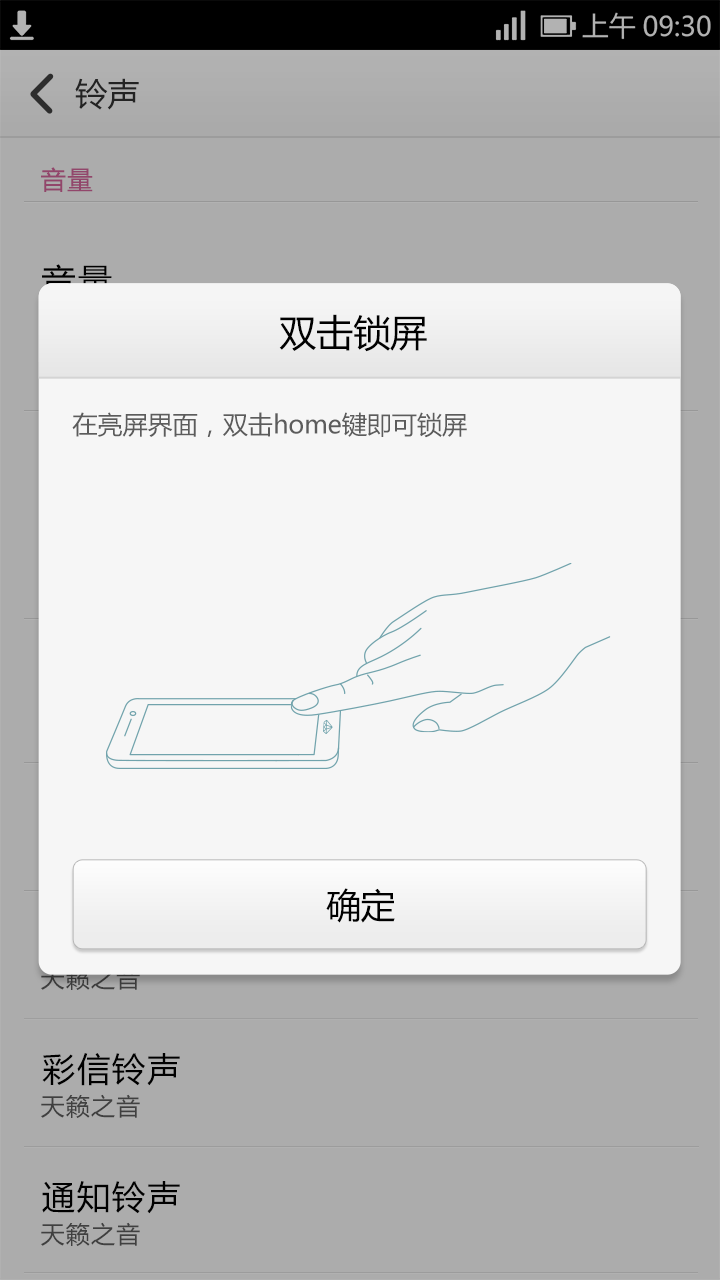 上午 09:30
铃声
音量
音量
双击锁屏
在亮屏界面，双击home键即可锁屏
确定
天籁之音
彩信铃声
天籁之音
通知铃声
天籁之音